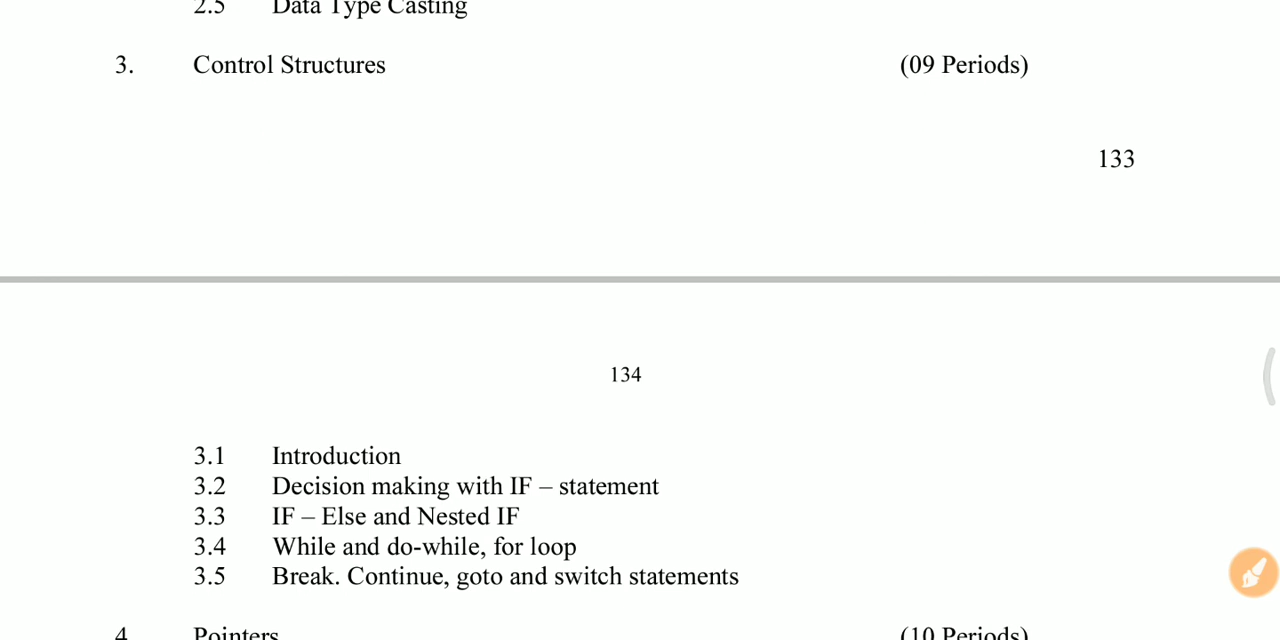 2.5 Data Type Casting
3. Control Structures (09 Periods)
133
134
3.1 Introduction
3.2 Decision making with IF – statement
3.3 IF – Else and Nested IF
3.4 While and do-while, for loop
3.5 Break. Continue, goto and switch statements
4. Pointers (10 Periods)